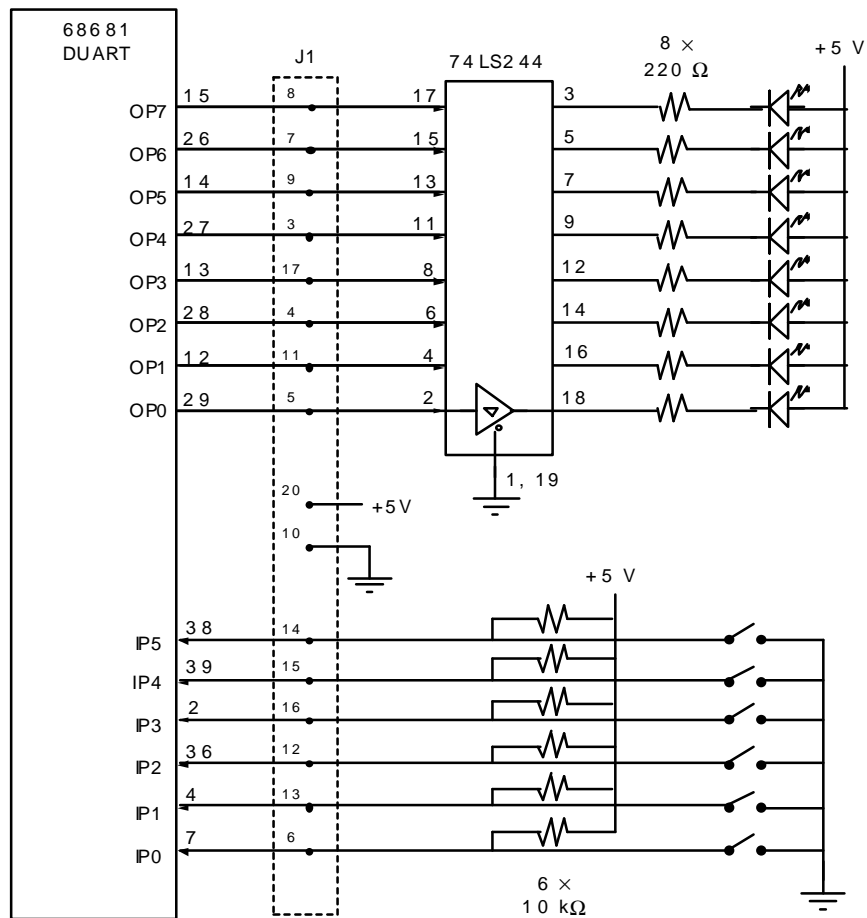 68681
DUART
J1
74LS244
8 ×
220 Ω
+5 V
OP7 15 8 17 3
OP6 26 7 15 5
OP5 14 9 13 7
OP4 27 3 11 9
OP3 13 17 8 12
OP2 28 4 6 14
OP1 12 11 4 16
OP0 29 5 2 18
1, 19
20 +5V
10
+5 V
IP5 38 14
IP4 39 15
IP3 2 16
IP2 36 12
IP1 4 13
IP0 7 6
6 ×
10 kΩ